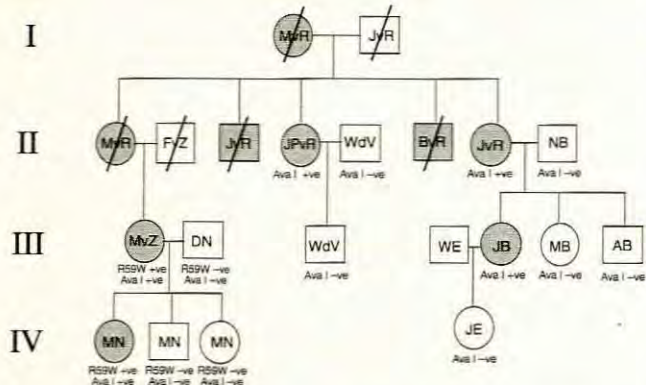 I
MvR
JvR
II
MvR
FvZ
JvR
JPvR
WdV
BvR
JvR
NB
Ava I +ve
Ava I –ve
Ava I +ve
Ava I –ve
III
MvZ
DN
WdV
WE
JB
MB
AB
R59W +ve
R59W –ve
Ava I +ve
Ava I –ve
Ava I –ve
Ava I +ve
Ava I –ve
Ava I –ve
IV
MN
MN
MN
JE
R59W +ve
R59W –ve
R59W –ve
Ava I +ve
Ava I –ve
Ava I –ve
Ava I –ve